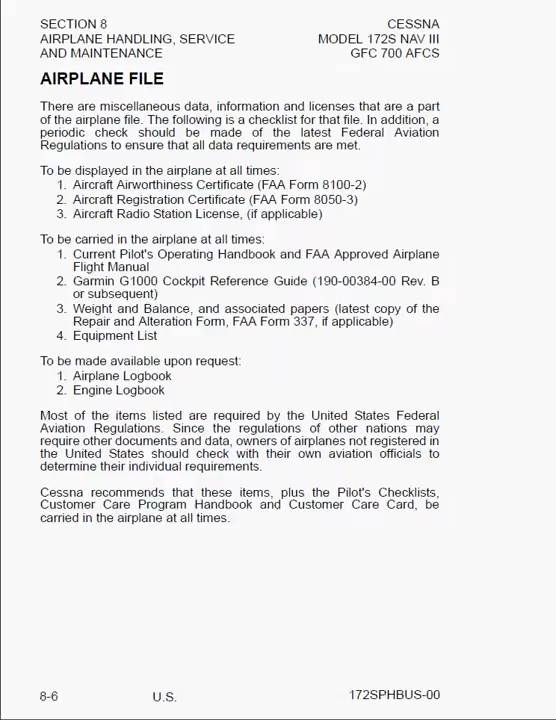 SECTION 8
AIRPLANE HANDLING, SERVICE
AND MAINTENANCE
CESSNA
MODEL 172S NAV III
GFC 700 AFCS
AIRPLANE FILE
There are miscellaneous data, information and licenses that are a part
of the airplane file. The following is a checklist for that file. In addition, a
periodic check should be made of the latest Federal Aviation
Regulations to ensure that all data requirements are met.
To be displayed in the airplane at all times:
1. Aircraft Airworthiness Certificate (FAA Form 8100-2)
2. Aircraft Registration Certificate (FAA Form 8050-3)
3. Aircraft Radio Station License, (if applicable)
To be carried in the airplane at all times:
1. Current Pilot's Operating Handbook and FAA Approved Airplane
Flight Manual
2. Garmin G1000 Cockpit Reference Guide (190-00384-00 Rev. B
or subsequent)
3. Weight and Balance, and associated papers (latest copy of the
Repair and Alteration Form, FAA Form 337, if applicable)
4. Equipment List
To be made available upon request:
1. Airplane Logbook
2. Engine Logbook
Most of the items listed are required by the United States Federal
Aviation Regulations. Since the regulations of other nations may
require other documents and data, owners of airplanes not registered in
the United States should check with their own aviation officials to
determine their individual requirements.
Cessna recommends that these items, plus the Pilot's Checklists,
Customer Care Program Handbook and Customer Care Card, be
carried in the airplane at all times.
8-6
U.S.
172SPHBUS-00